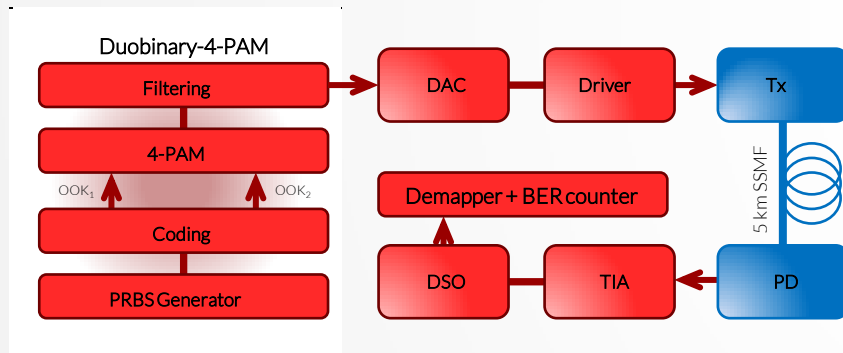 Duobinary-4-PAM
Filtering
4-PAM
OOK1
OOK2
Coding
PRBS Generator
DAC
Driver
Tx
5 km SSMF
Demapper + BER counter
DSO
TIA
PD